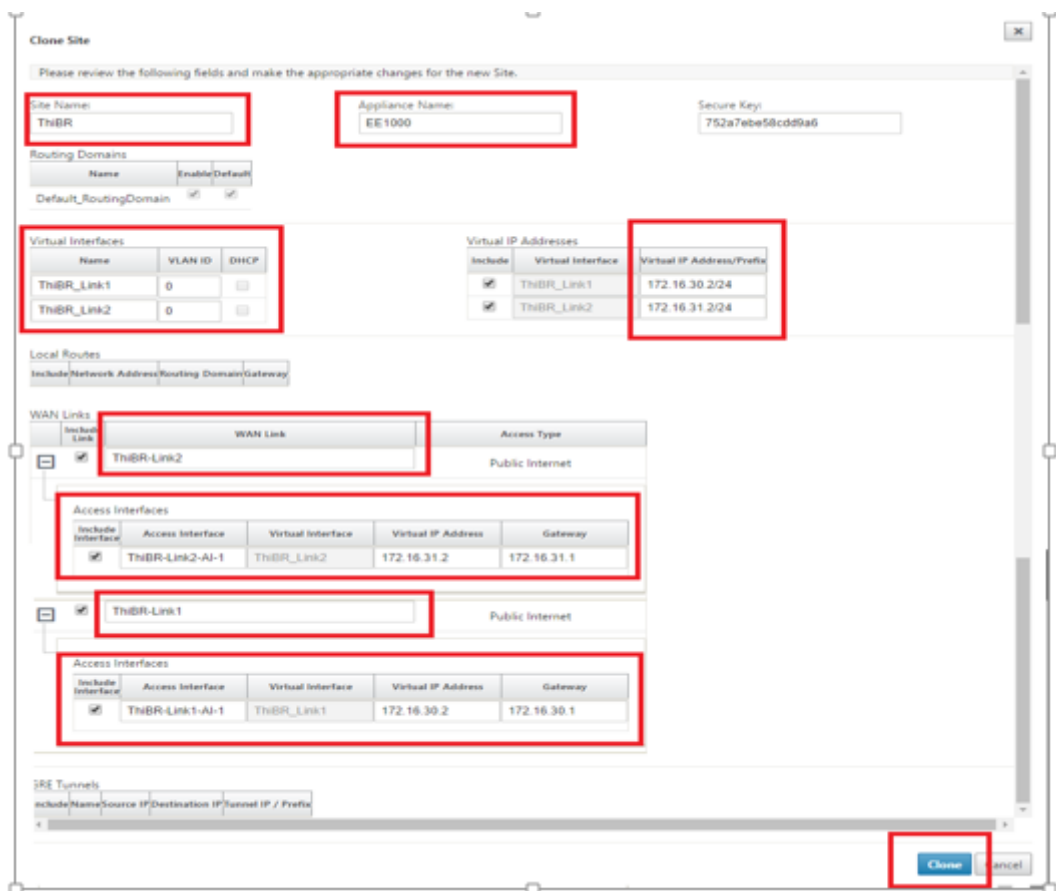 Clone Site
×
Please review the following fields and make the appropriate changes for the new Site.
Site Name: Appliance Name: Secure Key:
ThiBR EE1000 752a7ebe58cdd9a6
Routing Domains
Name Enable Default
Default_RoutingDomain
Virtual Interfaces Virtual IP Addresses
Name VLAN ID DHCP Include Virtual Interface Virtual IP Address/Prefix
ThiBR_Link1 0 ThiBR_Link1 172.16.30.2/24
ThiBR_Link2 0 ThiBR_Link2 172.16.31.2/24
Local Routes
Include Network Address Routing Domain Gateway
WAN Links
Include Link WAN Link Access Type
ThiBR-Link2 Public Internet
Access Interfaces
Include Interface Access Interface Virtual Interface Virtual IP Address Gateway
ThiBR-Link2-AI-1 ThiBR_Link2 172.16.31.2 172.16.31.1
ThiBR-Link1 Public Internet
Access Interfaces
Include Interface Access Interface Virtual Interface Virtual IP Address Gateway
ThiBR-Link1-AI-1 ThiBR_Link1 172.16.30.2 172.16.30.1
GRE Tunnels
Include Name Source IP Destination IP Tunnel IP / Prefix
Clone Cancel